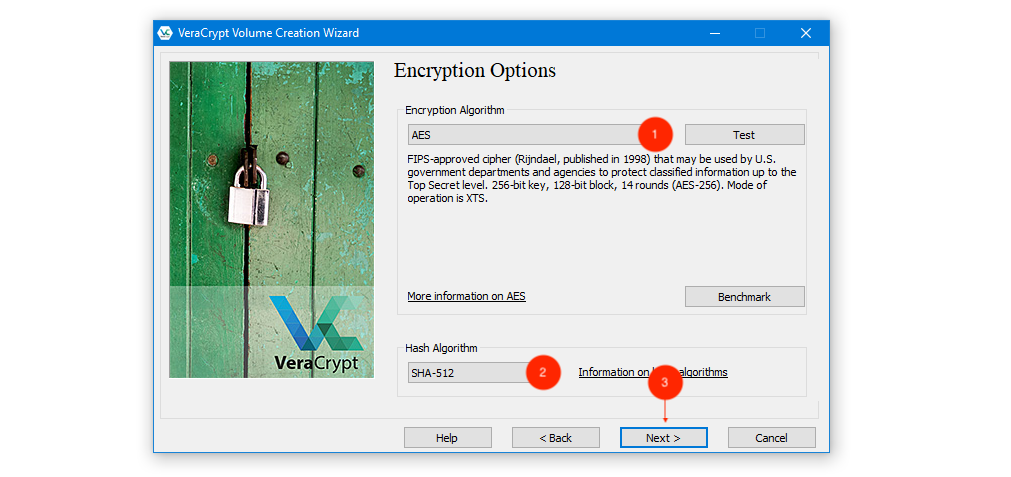 VeraCrypt Volume Creation Wizard
Encryption Options
Encryption Algorithm
AES
1
Test
FIPS-approved cipher (Rijndael, published in 1998) that may be used by U.S.
government departments and agencies to protect classified information up to the
Top Secret level. 256-bit key, 128-bit block, 14 rounds (AES-256). Mode of
operation is XTS.
More information on AES
Benchmark
VeraCrypt
Hash Algorithm
SHA-512
2
Information on algorithms
3
Help
< Back
Next >
Cancel